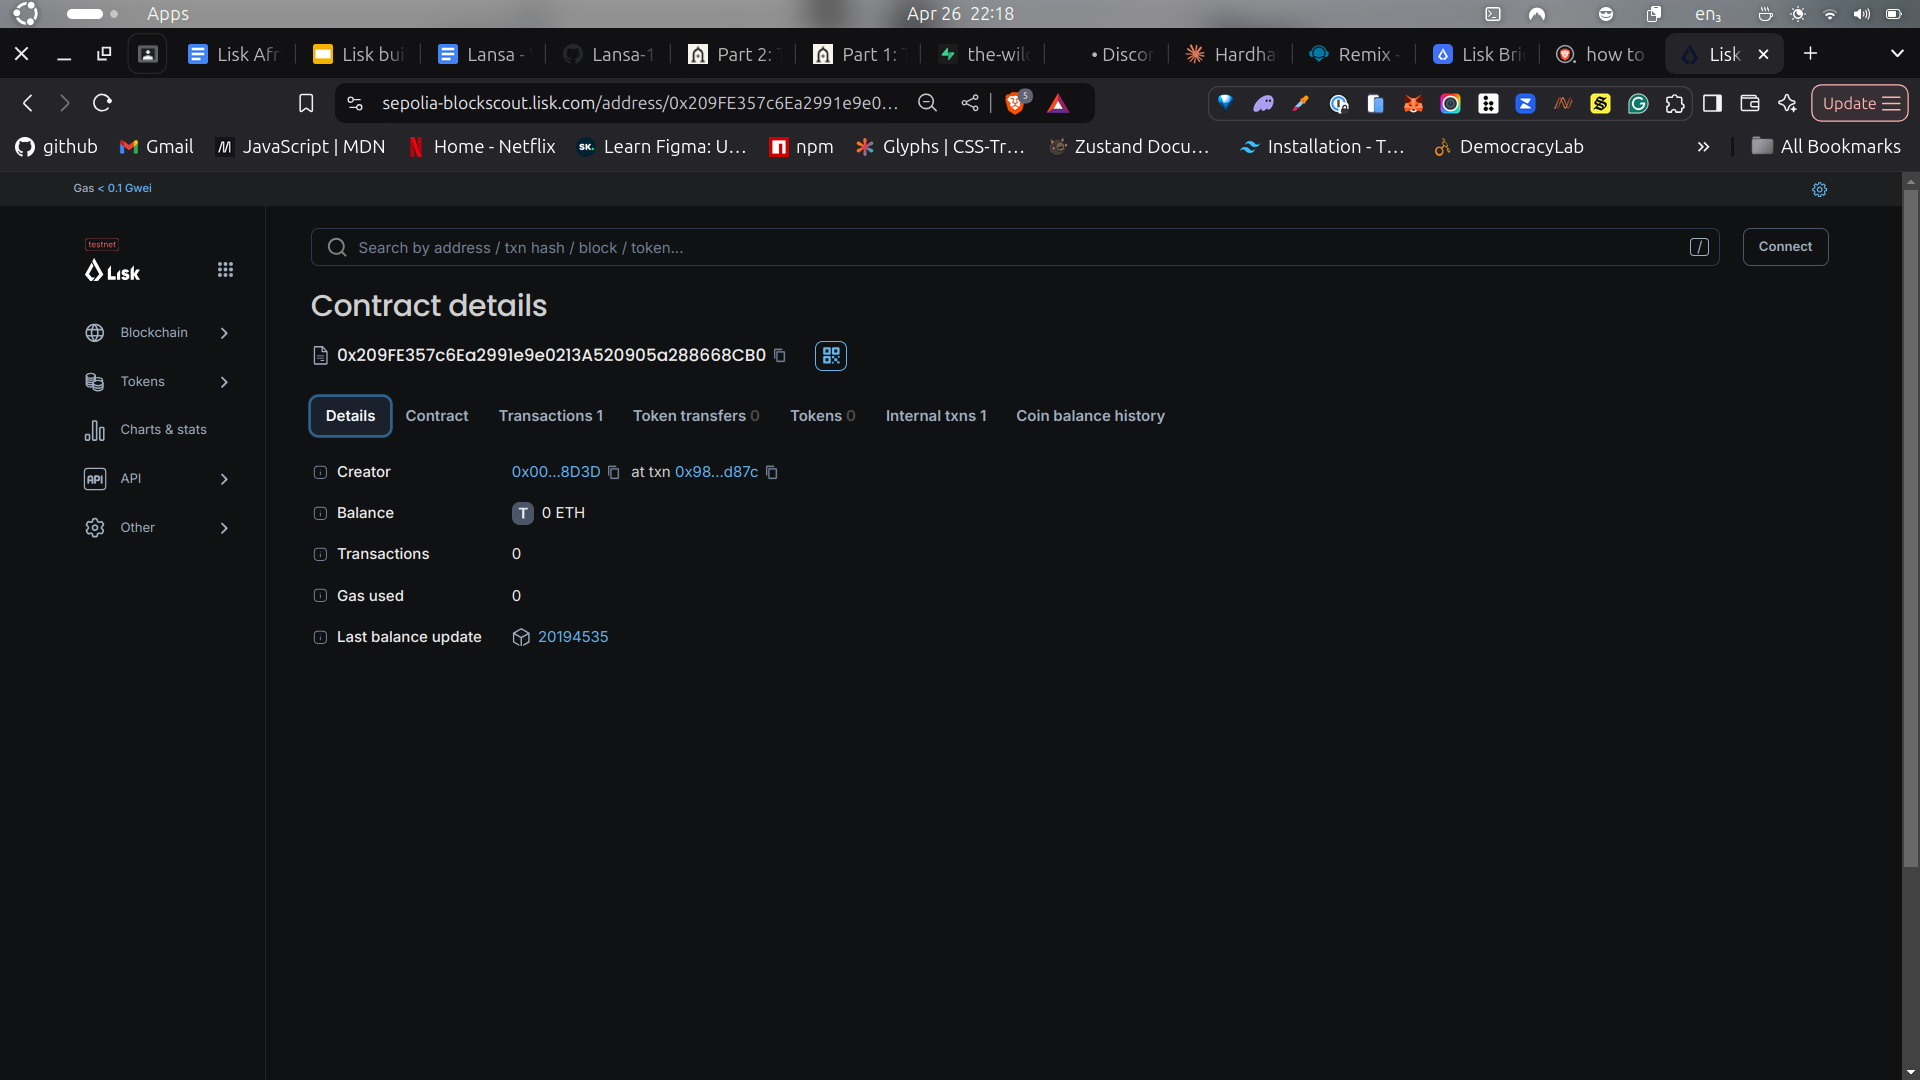 Apps
Apr 26 22:18
en₃
Lisk Afr
Lisk bui
Lansa -
Lansa-1
Part 2:
Part 1:
the-wil
• Discor
Hardha
Remix -
Lisk Bri
how to
Lisk
sepolia-blockscout.lisk.com/address/0x209FE357c6Ea2991e9e0...
5
Update
github
Gmail
JavaScript | MDN
Home - Netflix
SK.
Learn Figma: U...
npm
Glyphs | CSS-Tr...
Zustand Docu...
Installation - T...
DemocracyLab
»
All Bookmarks
Gas < 0.1 Gwei
testnet
Lisk
Search by address / txn hash / block / token...
/
Connect
Blockchain
Tokens
Charts & stats
API
API
Other
Contract details
0x209FE357c6Ea2991e9e0213A520905a288668CB0
Details
Contract
Transactions 1
Token transfers 0
Tokens 0
Internal txns 1
Coin balance history
Creator
0x00...8D3D
at txn 0x98...d87c
Balance
T 0 ETH
Transactions
0
Gas used
0
Last balance update
20194535